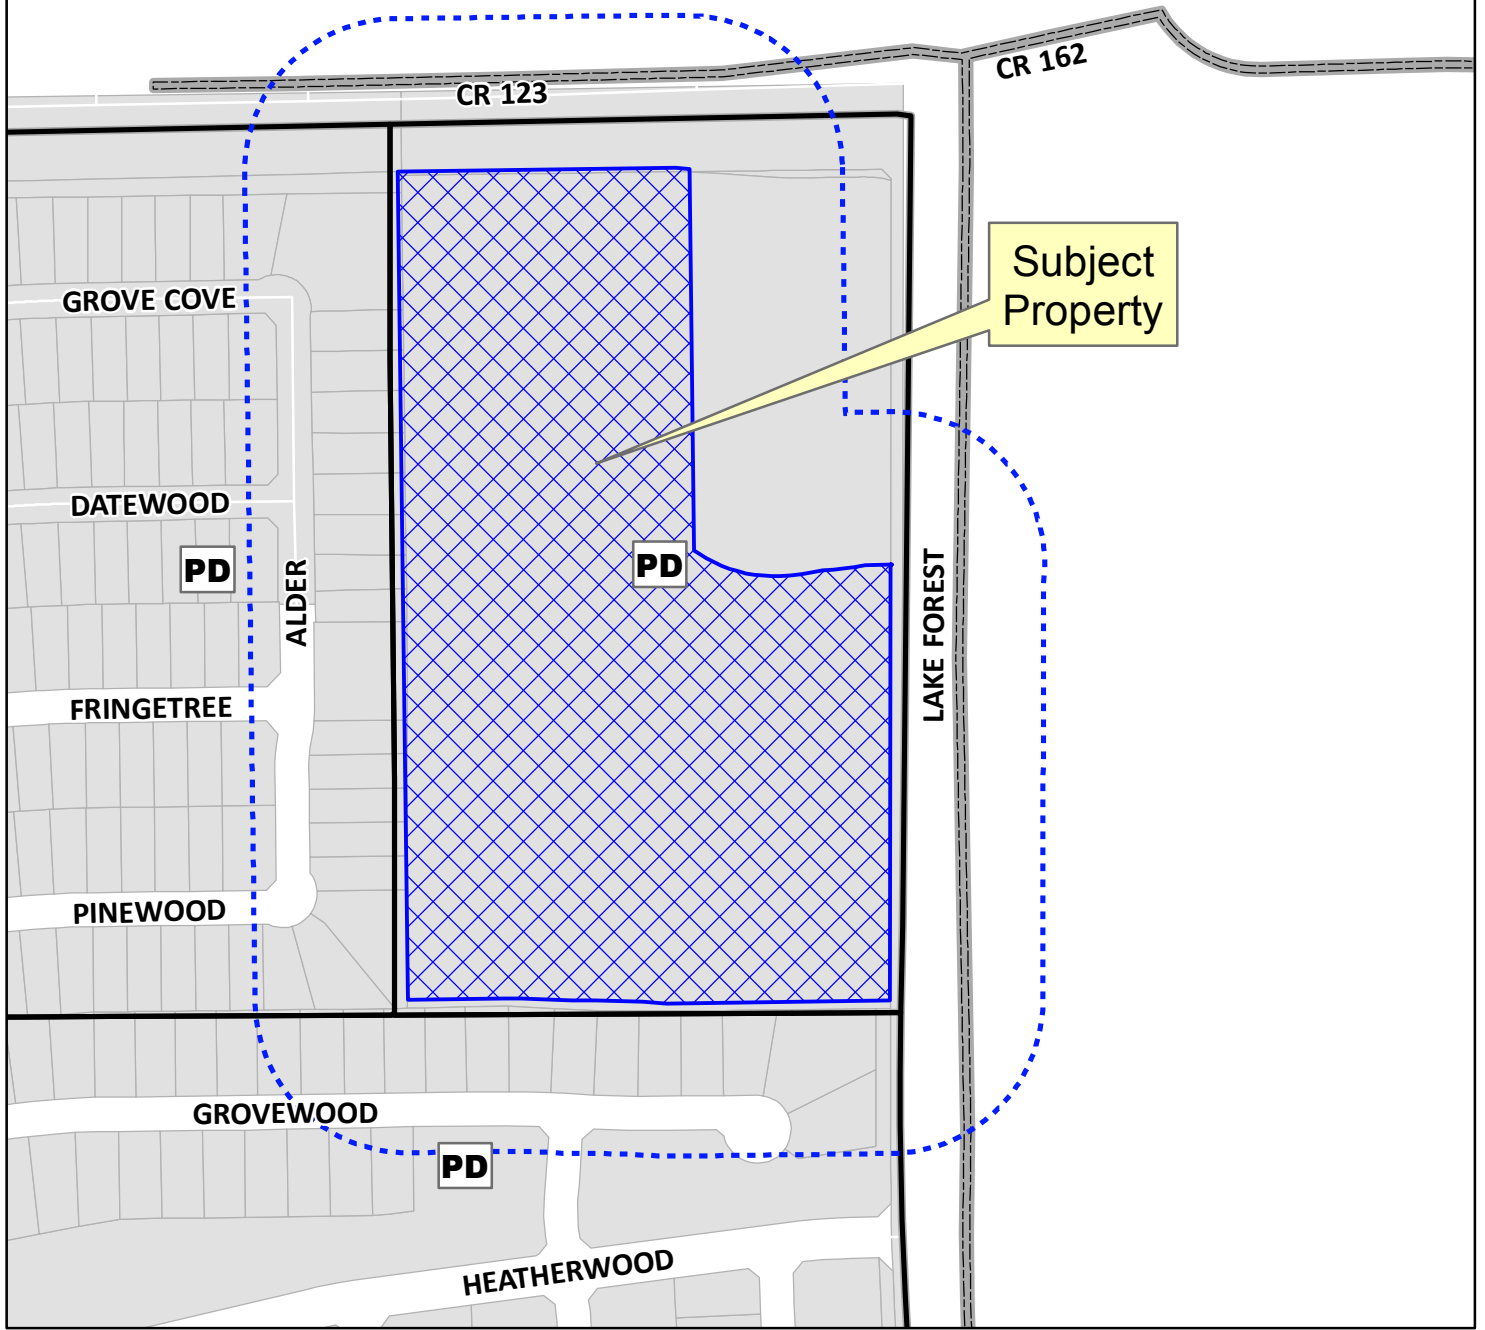 CR 162
CR 123
Subject
Property
GROVE COVE
DATEWOOD
PD
PD
ALDER
LAKE FOREST
FRINGETREE
PINEWOOD
GROVEWOOD
PD
HEATHERWOOD